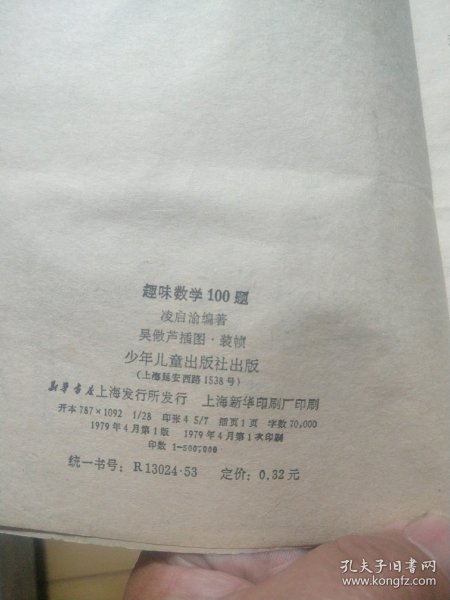 趣味数学100题
凌启渝编著
吴儆芦插图·装帧
少年儿童出版社出版
(上海延安西路1538号)
新华书店上海发行所发行 上海新华印刷厂印刷
开本787×1092 1/28 印张4 5/7 插页1页 字数70,000
1979年4月第1版 1979年4月第1次印刷
印数1-500,000
统一书号:R13024·53 定价:0.32元
孔夫子旧书网
www.kongfz.com